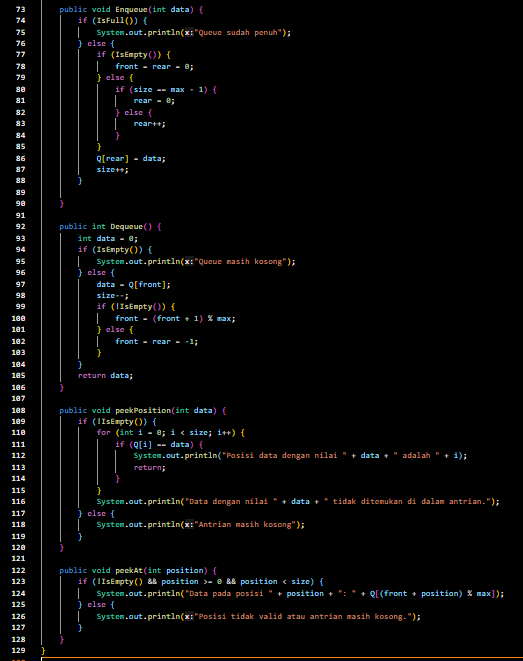 73 public void Enqueue(int data) {
74 if (IsFull()) {
75 System.out.println(x:"Queue sudah penuh");
76 } else {
77 if (IsEmpty()) {
78 front = rear = 0;
79 } else {
80 if (size == max - 1) {
81 rear = 0;
82 } else {
83 rear++;
84 }
85 }
86 Q[rear] = data;
87 size++;
88 }
89
90 }
91
92 public int Dequeue() {
93 int data = 0;
94 if (IsEmpty()) {
95 System.out.println(x:"Queue masih kosong");
96 } else {
97 data = Q[front];
98 size--;
99 if (!IsEmpty()) {
100 front = (front + 1) % max;
101 } else {
102 front = rear = -1;
103 }
104 }
105 return data;
106 }
107
108 public void peekPosition(int data) {
109 if (!IsEmpty()) {
110 for (int i = 0; i < size; i++) {
111 if (Q[i] == data) {
112 System.out.println("Posisi data dengan nilai " + data + " adalah " + i);
113 return;
114 }
115 }
116 System.out.println("Data dengan nilai " + data + " tidak ditemukan di dalam antrian.");
117 } else {
118 System.out.println(x:"Antrian masih kosong");
119 }
120 }
121
122 public void peekAt(int position) {
123 if (!IsEmpty() && position >= 0 && position < size) {
124 System.out.println("Data pada posisi " + position + ": " + Q[(front + position) % max]);
125 } else {
126 System.out.println(x:"Posisi tidak valid atau antrian masih kosong.");
127 }
128 }
129 }